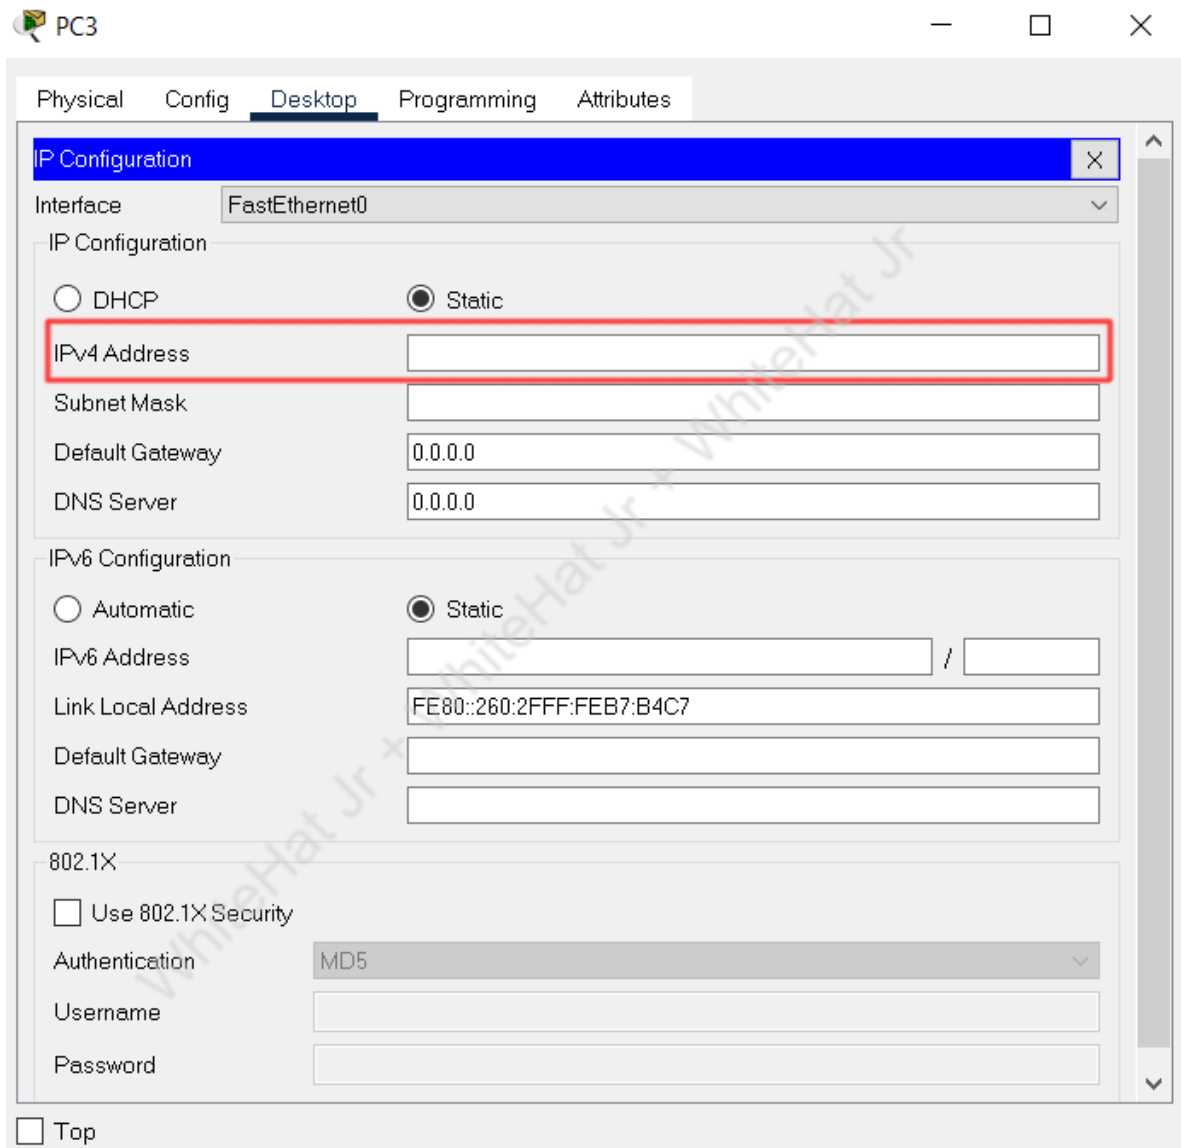 PC3
Physical Config Desktop Programming Attributes
IP Configuration X
Interface FastEthernet0
IP Configuration
DHCP Static
IPv4 Address
Subnet Mask
Default Gateway 0.0.0.0
DNS Server 0.0.0.0
IPv6 Configuration
Automatic Static
IPv6 Address /
Link Local Address FE80::260:2FFF:FEB7:B4C7
Default Gateway
DNS Server
802.1X
Use 802.1X Security
Authentication MD5
Username
Password
Top
WhiteHat Jr + WhiteHat Jr + WhiteHat Jr